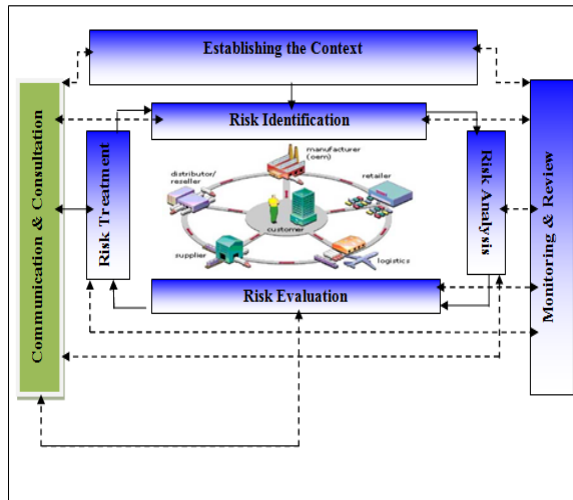 Establishing the Context
Communication & Consultation
Risk Identification
Monitoring & Review
Risk Treatment
manufacturer
(oem)
distributor/
reseller
retailer
Risk Analysis
customer
supplier
logistics
Risk Evaluation